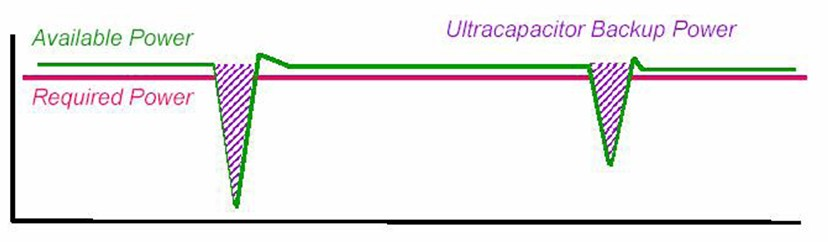 Available Power
Ultracapacitor Backup Power
Required Power